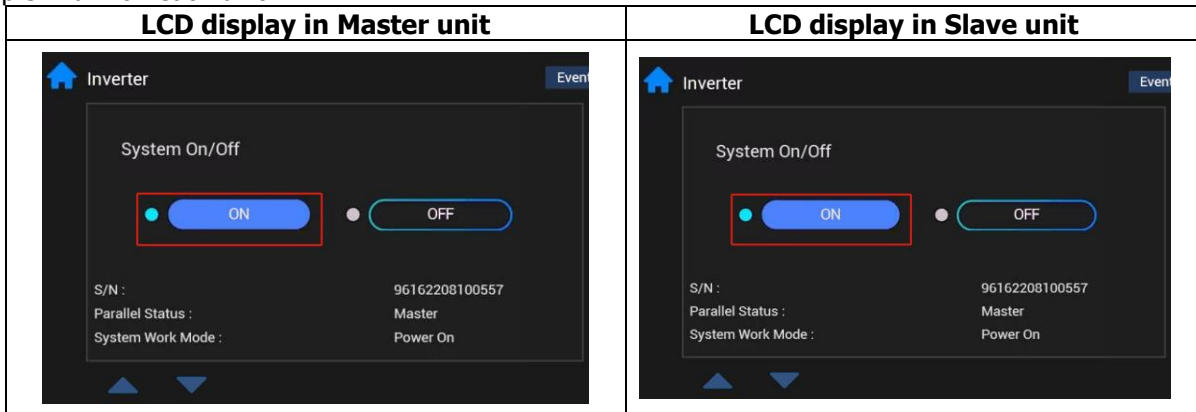 LCD display in Master unit
LCD display in Slave unit
Inverter
Event
System On/Off
ON
OFF
S/N :
96162208100557
Parallel Status :
Master
System Work Mode :
Power On
Inverter
Event
System On/Off
ON
OFF
S/N :
96162208100557
Parallel Status :
Master
System Work Mode :
Power On